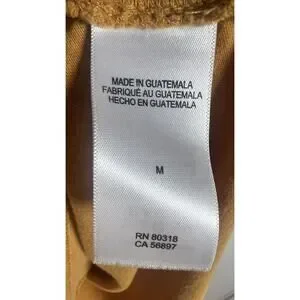 MADE IN GUATEMALA
FABRIQUÉ AU GUATEMALA
HECHO EN GUATEMALA
M
RN 80318
CA 56897